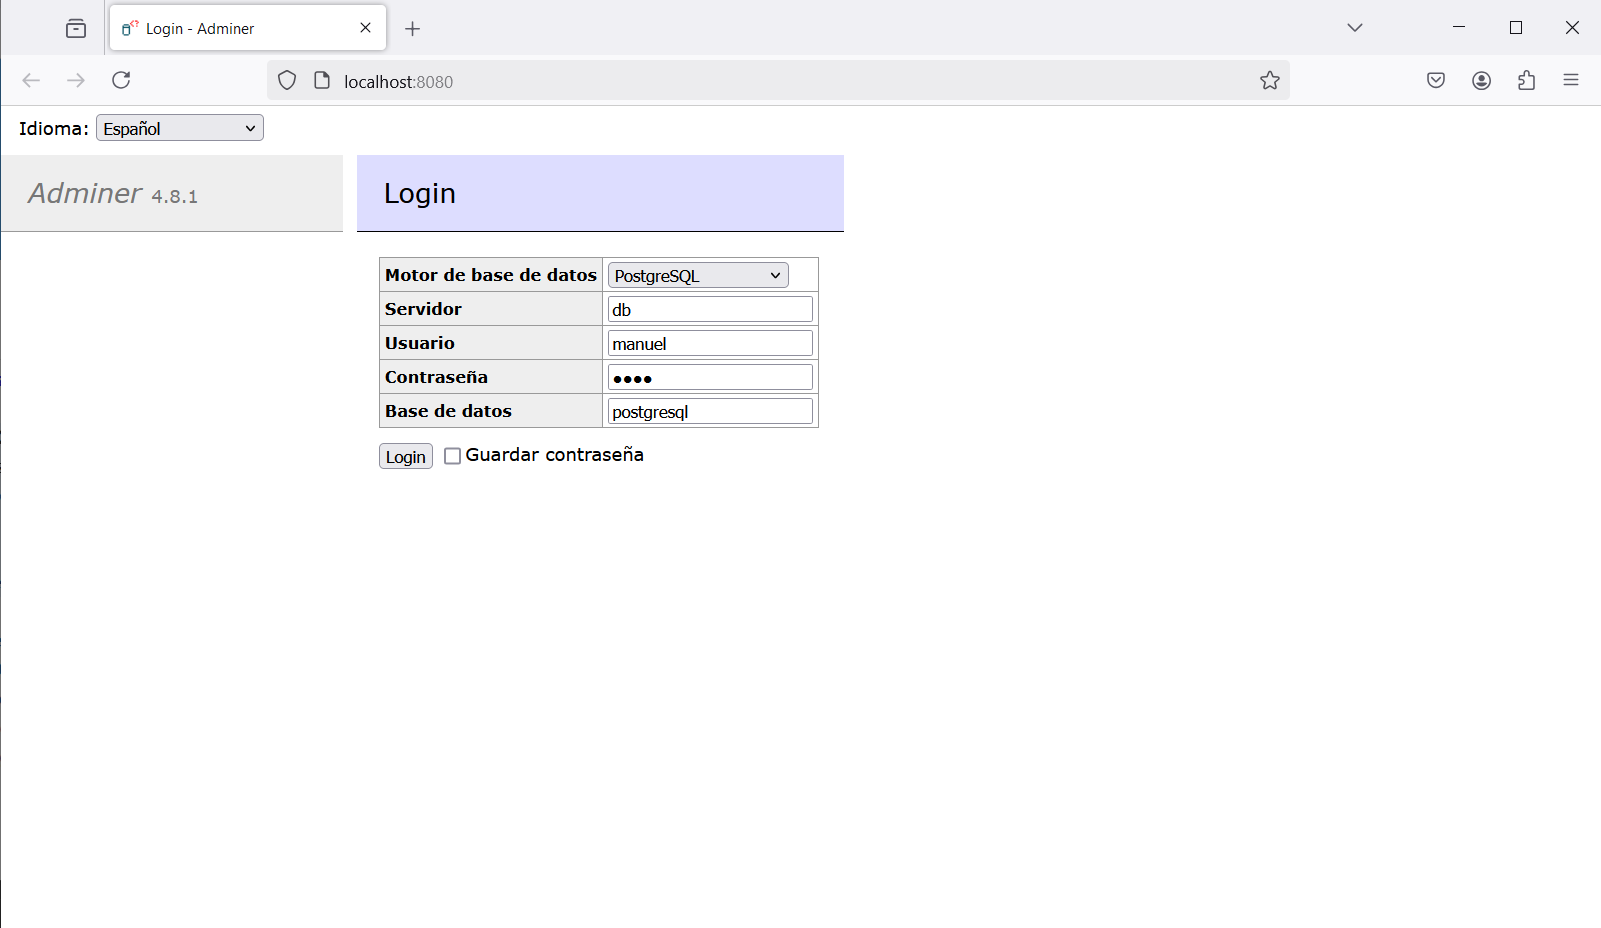 Login - Adminer
localhost:8080
Idioma: Español
Adminer 4.8.1
Login
Motor de base de datos PostgreSQL
Servidor db
Usuario manuel
Contraseña ●●●●
Base de datos postgresql
Login Guardar contraseña